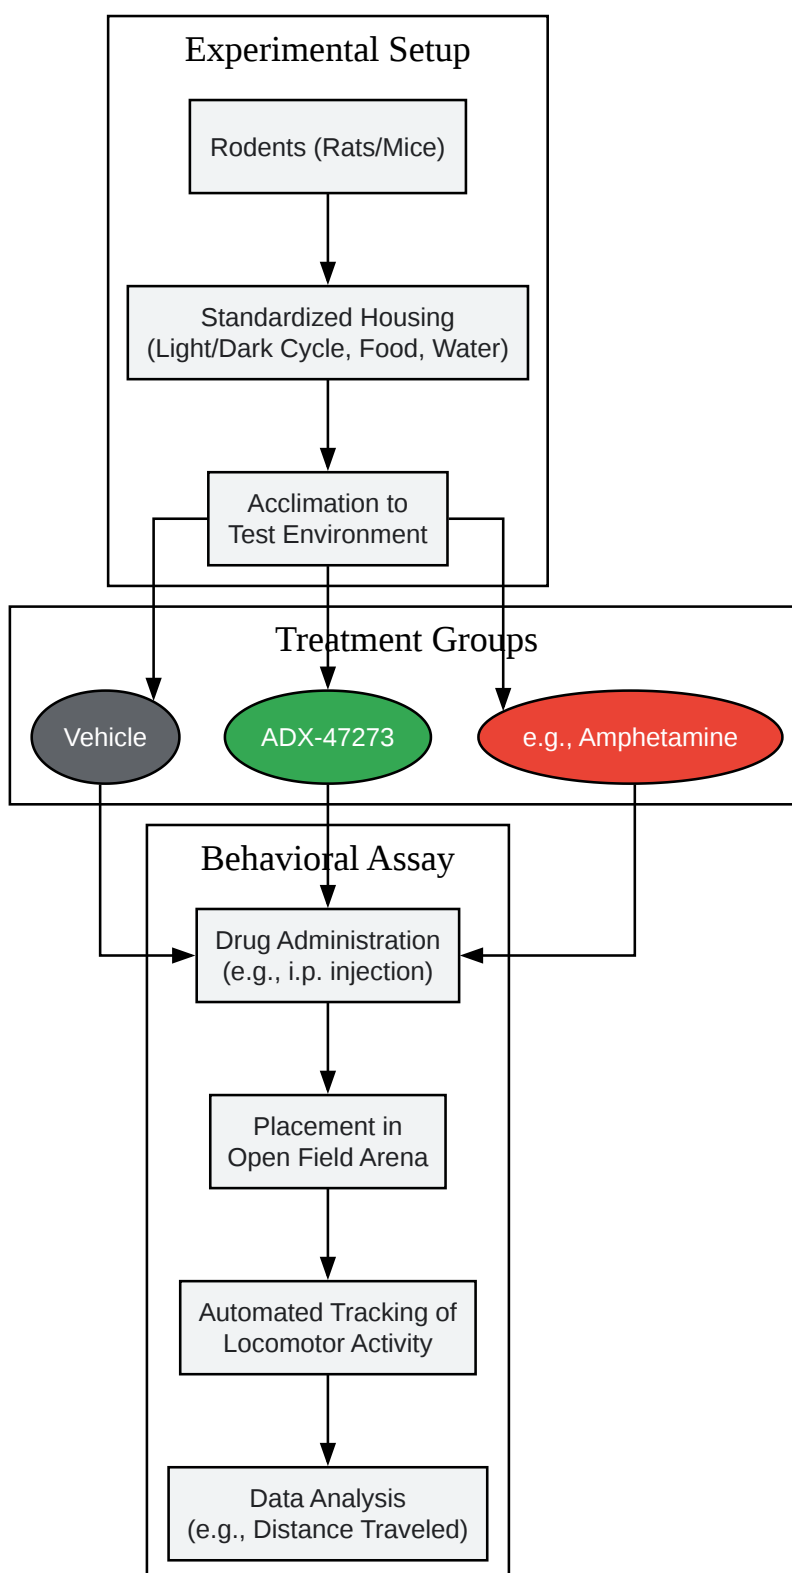 Experimental Setup
Rodents (Rats/Mice)
Standardized Housing
(Light/Dark Cycle, Food, Water)
Acclimation to
Test Environment
Treatment Groups
Vehicle
ADX-47273
e.g., Amphetamine
Behavioral Assay
Drug Administration
(e.g., i.p. injection)
Placement in
Open Field Arena
Automated Tracking of
Locomotor Activity
Data Analysis
(e.g., Distance Traveled)